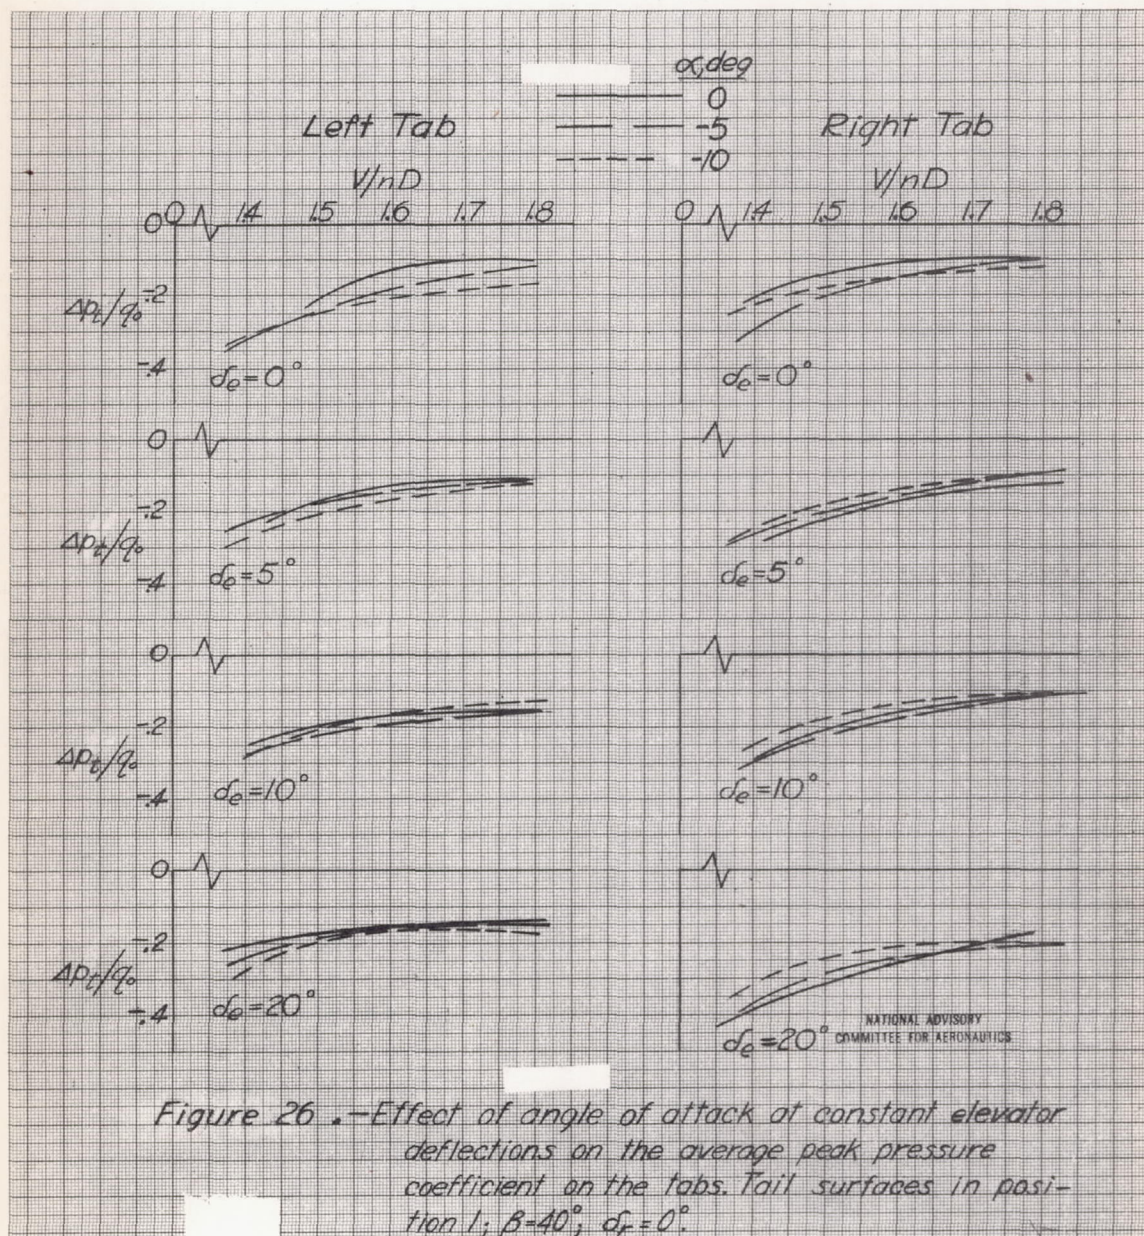 α, deg
0
-5
-10
Left Tab
Right Tab
V/nD
V/nD
0 0 1.4 1.5 1.6 1.7 1.8
0 1.4 1.5 1.6 1.7 1.8
Δpt/q₀
-.2
-.4
δe=0°
δe=0°
0
-.2
Δpt/q₀
-.4
δe=5°
δe=5°
0
-.2
Δpt/q₀
-.4
δe=10°
δe=10°
0
-.2
Δpt/q₀
-.4
δe=20°
δe=20°
NATIONAL ADVISORY
COMMITTEE FOR AERONAUTICS
Figure 26 .-Effect of angle of attack at constant elevator
deflections on the average peak pressure
coefficient on the tabs. Tail surfaces in posi-
tion 1; β=40°; δr=0°.